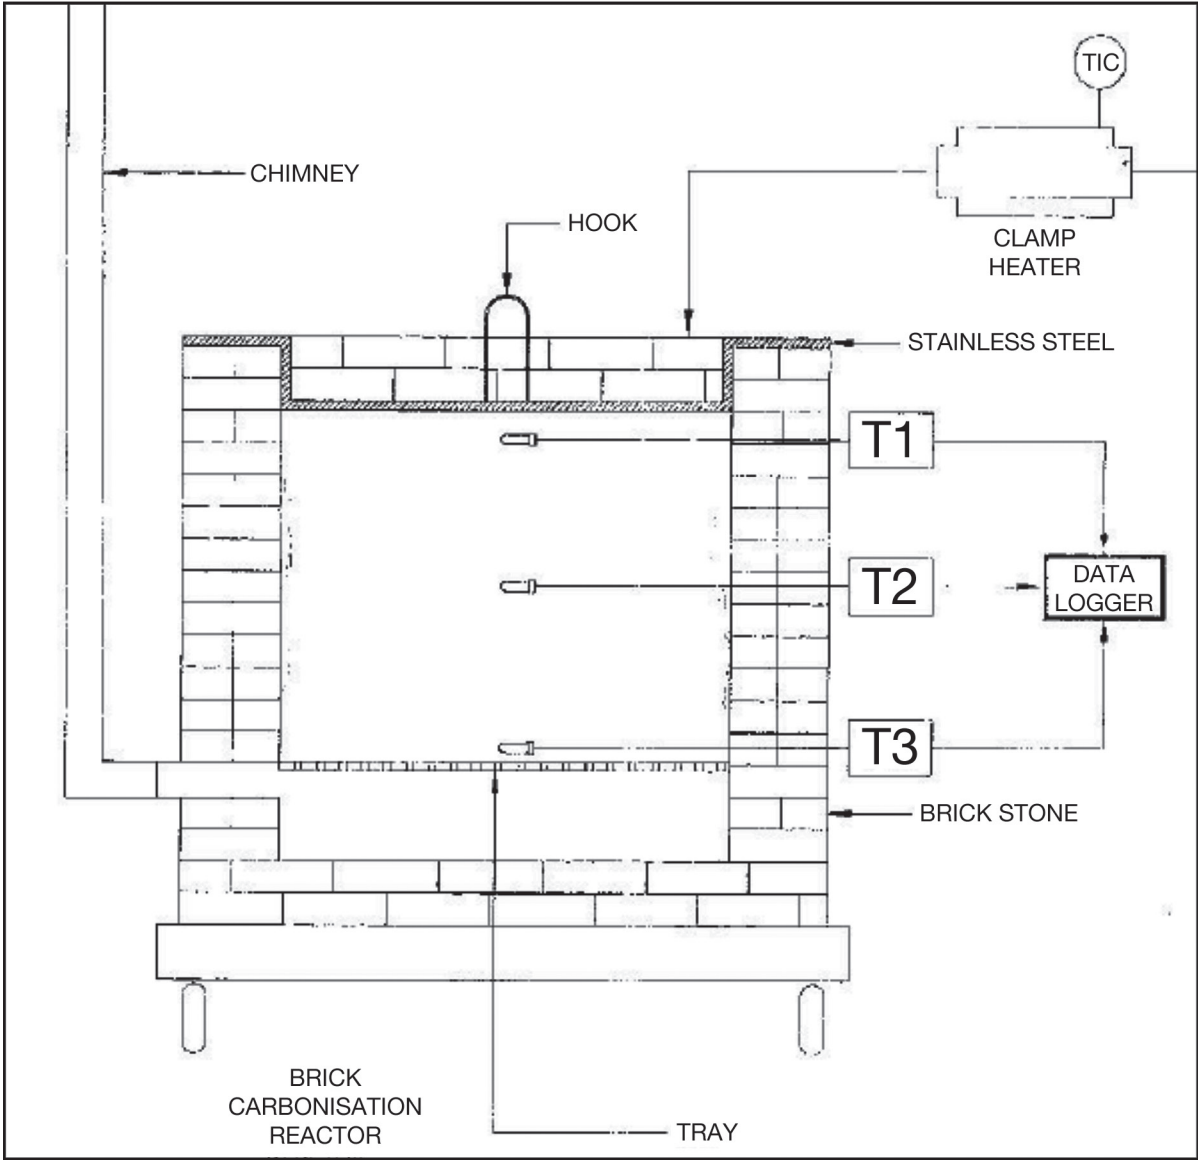 TIC
CHIMNEY
HOOK
CLAMP
HEATER
STAINLESS STEEL
T1
T2
DATA
LOGGER
T3
BRICK STONE
BRICK
CARBONISATION
REACTOR
TRAY